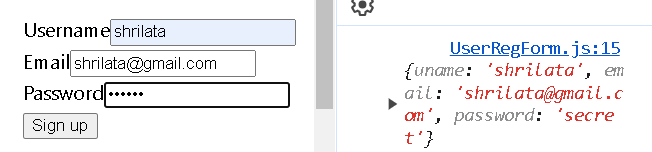 Username shrilata
Email shrilata@gmail.com
Password ••••••
Sign up
UserRegForm.js:15
{uname: 'shrilata', em
ail: 'shrilata@gmail.c
om', password: 'secre
t'}